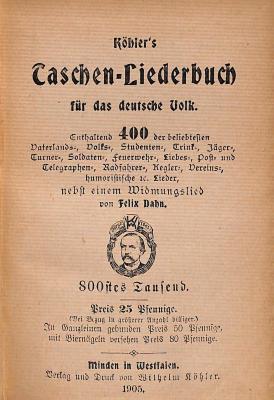 Köhler's
Taschen-Liederbuch
für das deutsche Volk.
Enthaltend 400 der beliebtesten
Vaterlands-, Volks-, Studenten-, Trink-, Jäger-,
Turner-, Soldaten-, Feuerwehr-, Liebes-, Post- und
Telegraphen-, Radfahrer-, Kegler-, Vereins-,
humoristische ꝛc. Lieder,
nebst einem Widmungslied
von Felix Dahn.
800stes Tausend.
Preis 25 Pfennige.
(Bei Bezug in größerer Anzahl billiger.)
In Ganzleinen gebunden Preis 50 Pfennige,
mit Biernägeln versehen Preis 80 Pfennige.
Minden in Westfalen.
Verlag und Druck von Wilhelm Köhler.
1905.